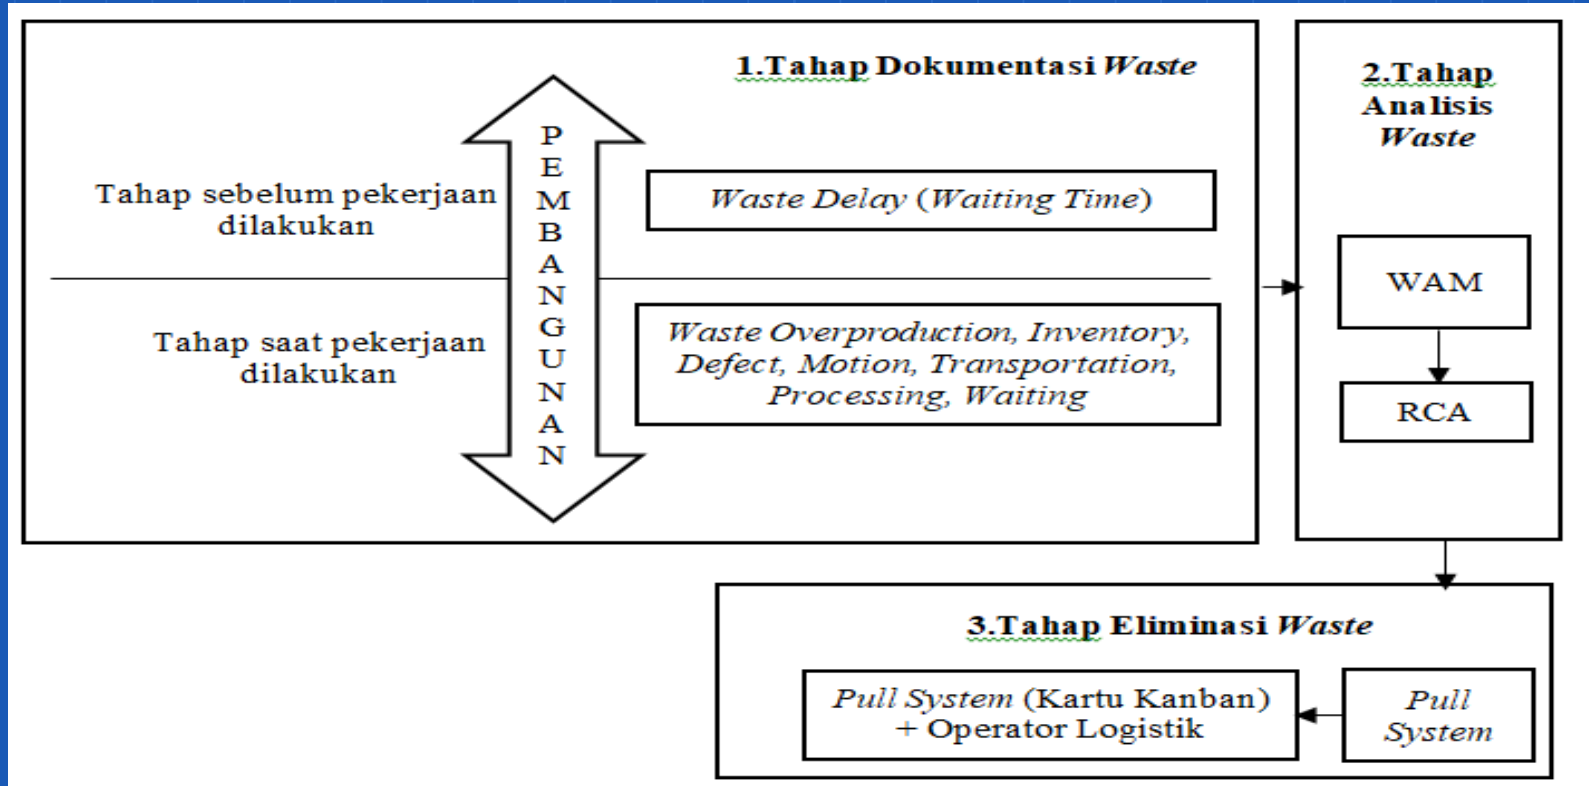 1.Tahap Dokumentasi Waste
Tahap sebelum pekerjaan
dilakukan
Tahap saat pekerjaan
dilakukan
P
E
M
B
A
N
G
U
N
A
N
Waste Delay (Waiting Time)
Waste Overproduction, Inventory,
Defect, Motion, Transportation,
Processing, Waiting
2.Tahap
Analisis
Waste
WAM
RCA
3.Tahap Eliminasi Waste
Pull System (Kartu Kanban)
+ Operator Logistik
Pull
System